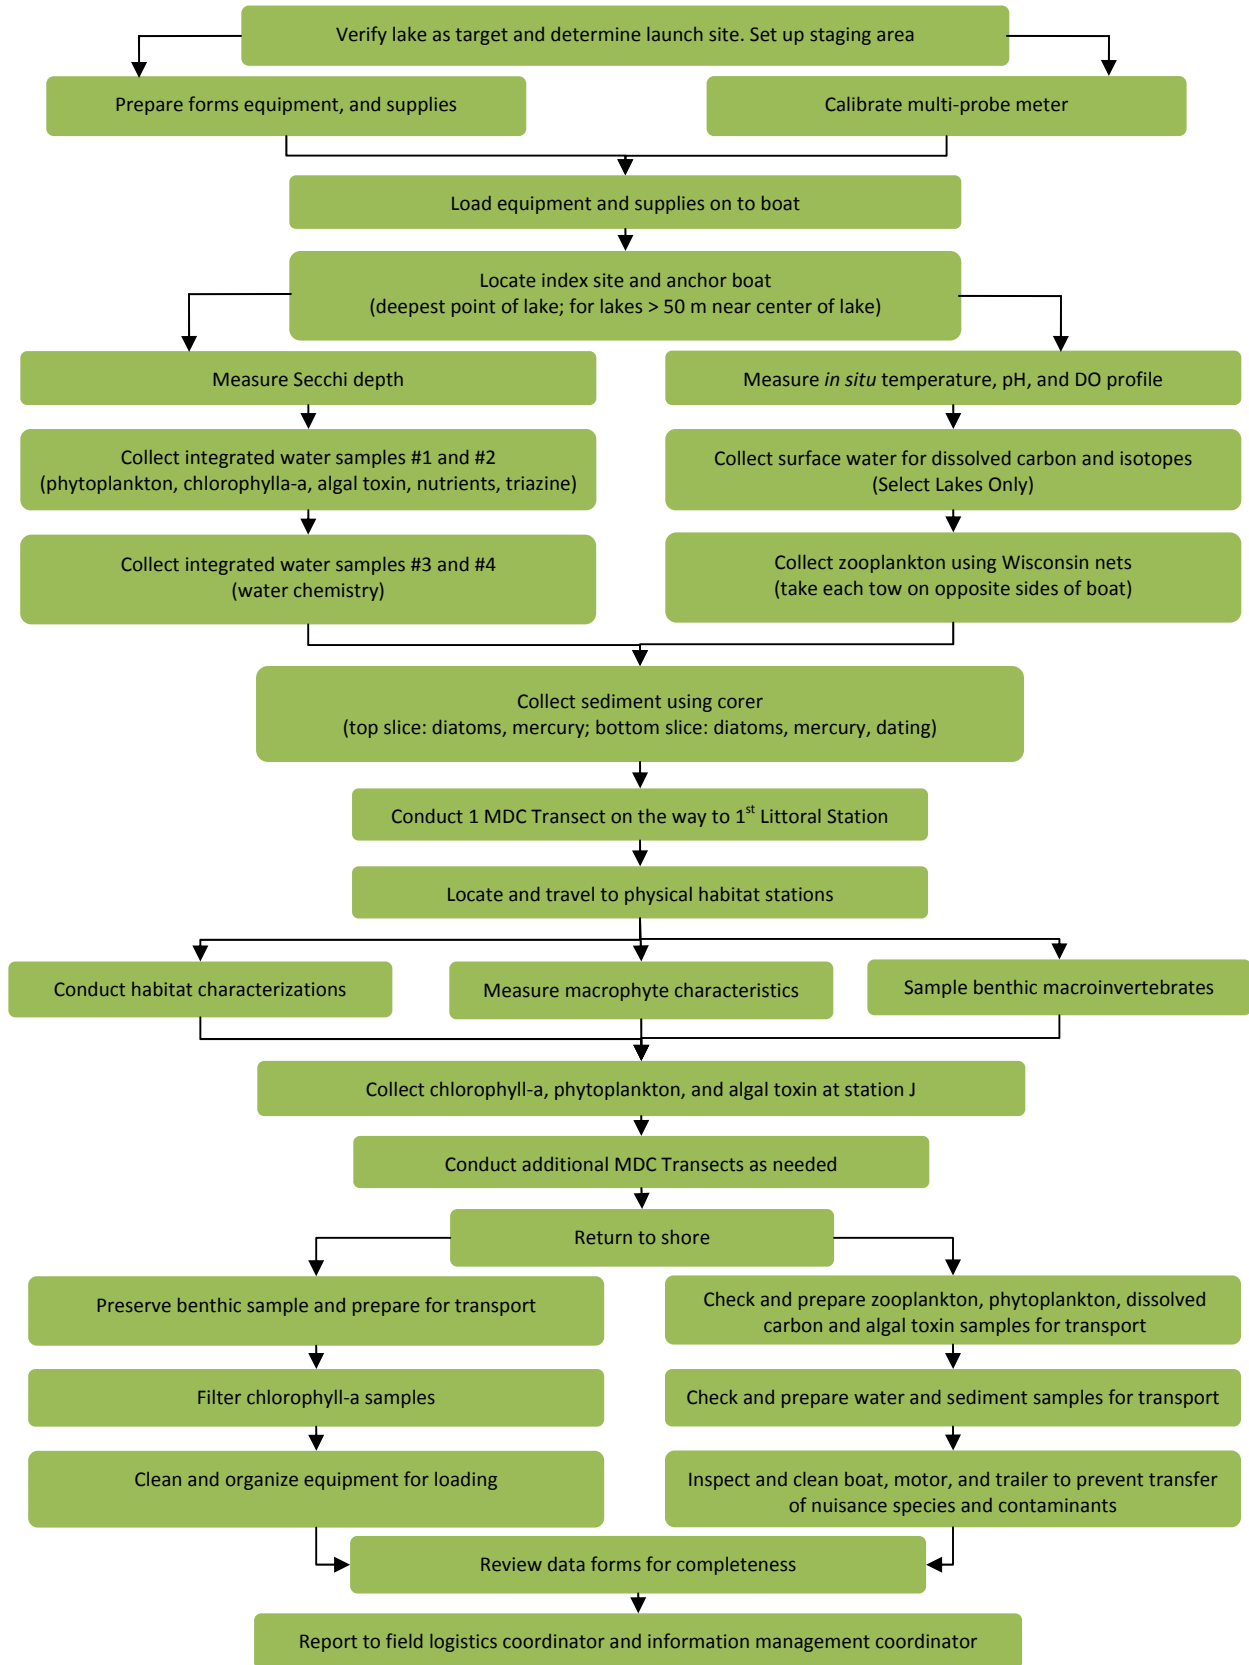 Verify lake as target and determine launch site. Set up staging area
Prepare forms equipment, and supplies
Calibrate multi-probe meter
Load equipment and supplies on to boat
Locate index site and anchor boat
(deepest point of lake; for lakes > 50 m near center of lake)
Measure Secchi depth
Measure in situ temperature, pH, and DO profile
Collect integrated water samples #1 and #2
(phytoplankton, chlorophylla-a, algal toxin, nutrients, triazine)
Collect surface water for dissolved carbon and isotopes
(Select Lakes Only)
Collect integrated water samples #3 and #4
(water chemistry)
Collect zooplankton using Wisconsin nets
(take each tow on opposite sides of boat)
Collect sediment using corer
(top slice: diatoms, mercury; bottom slice: diatoms, mercury, dating)
Conduct 1 MDC Transect on the way to 1st Littoral Station
Locate and travel to physical habitat stations
Conduct habitat characterizations
Measure macrophyte characteristics
Sample benthic macroinvertebrates
Collect chlorophyll-a, phytoplankton, and algal toxin at station J
Conduct additional MDC Transects as needed
Return to shore
Preserve benthic sample and prepare for transport
Check and prepare zooplankton, phytoplankton, dissolved
carbon and algal toxin samples for transport
Filter chlorophyll-a samples
Check and prepare water and sediment samples for transport
Clean and organize equipment for loading
Inspect and clean boat, motor, and trailer to prevent transfer
of nuisance species and contaminants
Review data forms for completeness
Report to field logistics coordinator and information management coordinator